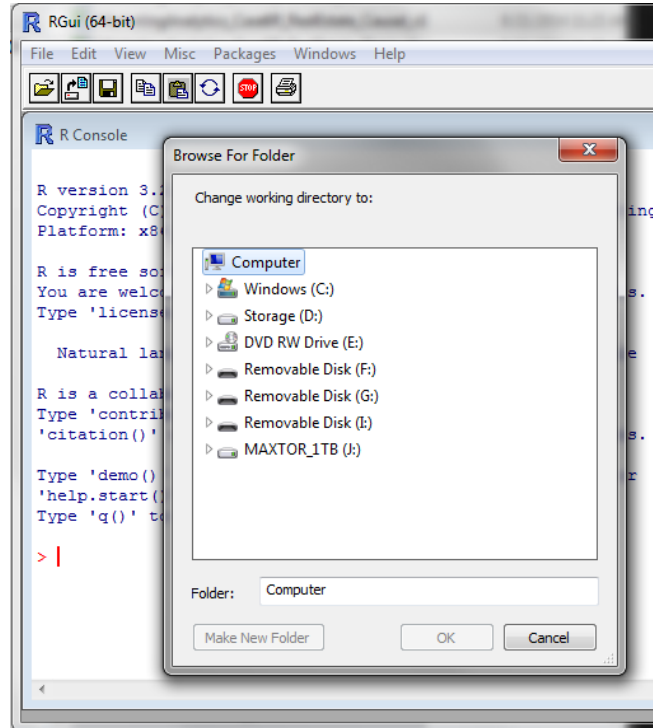 RGui (64-bit)
File Edit View Misc Packages Windows Help
STOP
R Console
Browse For Folder
Change working directory to:
R version 3.
Copyright (C
Platform: x8
R is free so
You are welc
Type 'license
Natural la
R is a colla
Type 'contri
'citation()'
Type 'demo()
'help.start(
Type 'q()' t
>
Computer
Windows (C:)
Storage (D:)
DVD RW Drive (E:)
Removable Disk (F:)
Removable Disk (G:)
Removable Disk (I:)
MAXTOR_1TB (J:)
Folder: Computer
Make New Folder OK Cancel